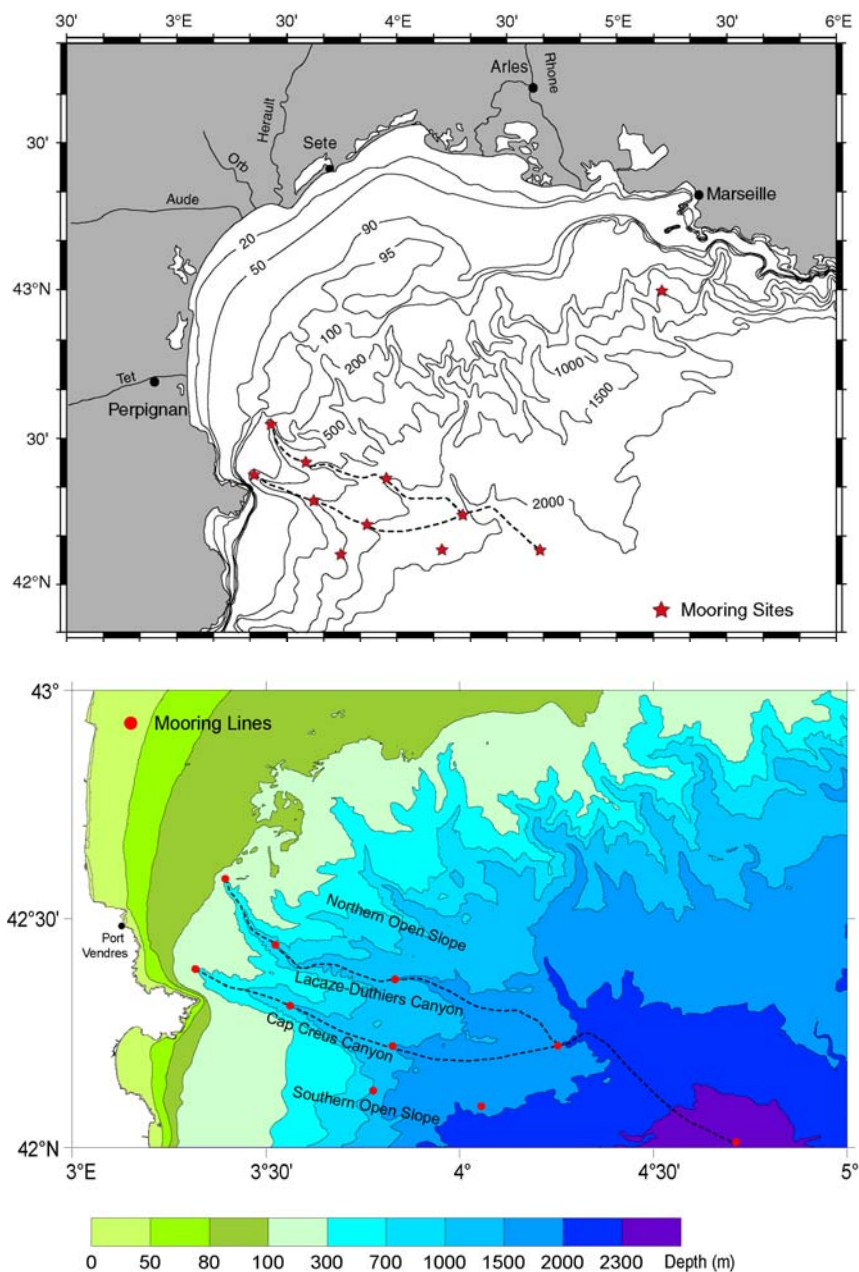 30' 3°E 30' 4°E 30' 5°E 30' 6°E
Arles
Rhone
Herault
Sete
30'
Orb
Aude
Marseille
20
50
90
95
43°N
100
200
1000
1500
Tet
Perpignan
500
30'
2000
42°N
Mooring Sites
43°
Mooring Lines
Northern Open Slope
42°30'
Port
Vendres
Lacaze-Duthiers Canyon
Cap Creus Canyon
Southern Open Slope
42°N
3°E 3°30' 4° 4°30' 5°
0 50 80 100 300 700 1000 1500 2000 2300 Depth (m)